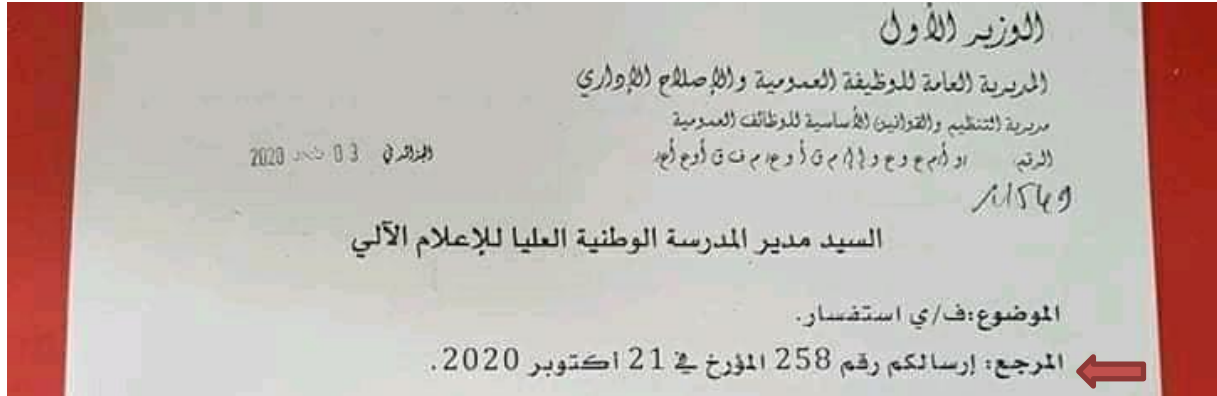 الوزير الأول
المديرية العامة للوظيفة العمومية والإصلاح الإداري
مديرية التنظيم والقوانين الأساسية للوظائف العمومية
الرقم
الجزائر في 03 2020
السيد مدير المدرسة الوطنية العليا للإعلام الآلي
الموضوع:ف/ي استفسار.
المرجع: إرسالكم رقم 258 المؤرخ في 21 أكتوبر 2020.